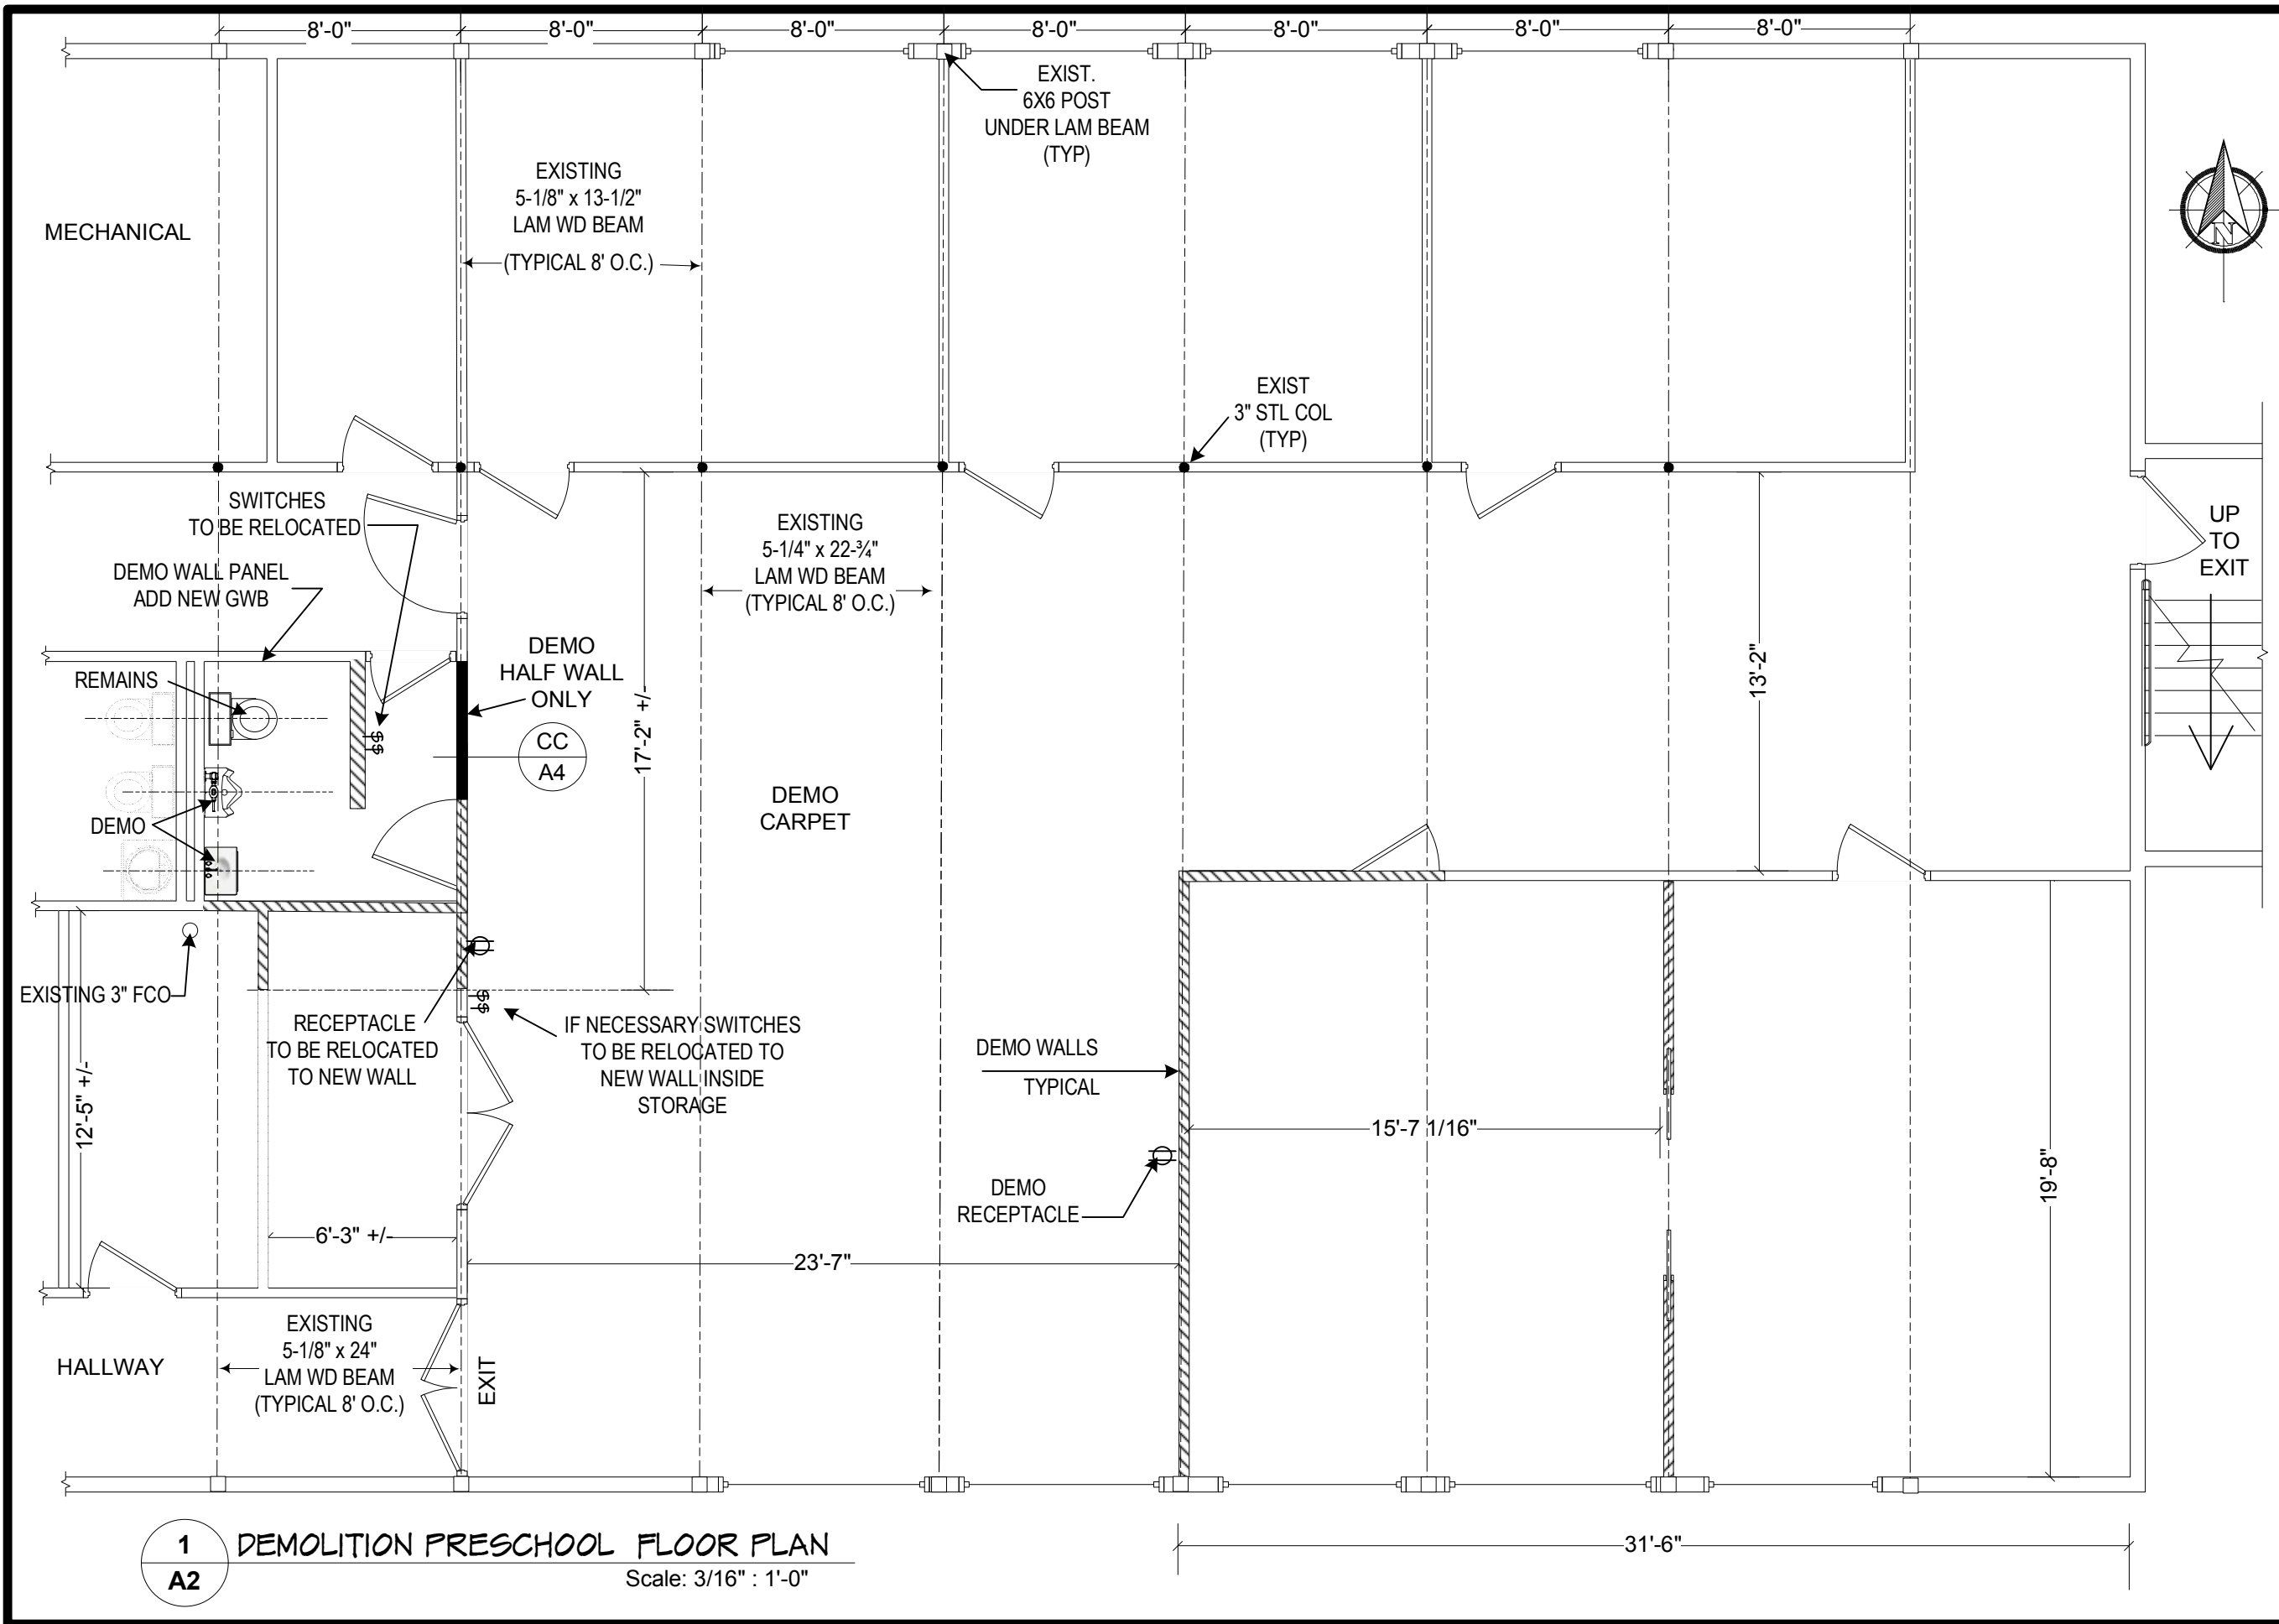 8'-0"
8'-0"
8'-0"
8'-0"
8'-0"
8'-0"
8'-0"
EXIST.
6X6 POST
UNDER LAM BEAM
(TYP)
EXISTING
5-1/8" x 13-1/2"
LAM WD BEAM
(TYPICAL 8' O.C.)
MECHANICAL
N
EXIST
3" STL COL
(TYP)
SWITCHES
TO BE RELOCATED
EXISTING
5-1/4" x 22-¾"
LAM WD BEAM
(TYPICAL 8' O.C.)
UP
TO
EXIT
DEMO WALL PANEL
ADD NEW GWB
DEMO
HALF WALL
ONLY
REMAINS
$$
CC
A4
17'-2" +/-
13'-2"
DEMO
CARPET
DEMO
EXISTING 3" FCO
$$
RECEPTACLE
TO BE RELOCATED
TO NEW WALL
IF NECESSARY SWITCHES
TO BE RELOCATED TO
NEW WALL INSIDE
STORAGE
DEMO WALLS
TYPICAL
12'-5" +/-
15'-7 1/16"
19'-8"
DEMO
RECEPTACLE
6'-3" +/-
23'-7"
EXISTING
5-1/8" x 24"
LAM WD BEAM
(TYPICAL 8' O.C.)
HALLWAY
EXIT
1
A2
DEMOLITION PRESCHOOL FLOOR PLAN
Scale: 3/16" : 1'-0"
31'-6"